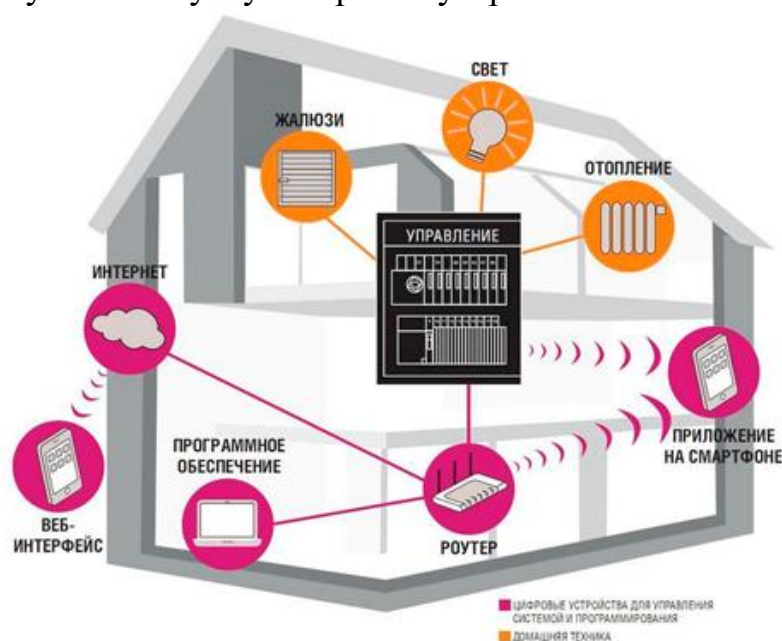 СВЕТ
ЖАЛЮЗИ
ОТОПЛЕНИЕ
УПРАВЛЕНИЕ
ИНТЕРНЕТ
ПРОГРАММНОЕ
ОБЕСПЕЧЕНИЕ
ПРИЛОЖЕНИЕ
НА СМАРТФОНЕ
ВЕБ-
ИНТЕРФЕЙС
РОУТЕР
ЦИФРОВЫЕ УСТРОЙСТВА ДЛЯ УПРАВЛЕНИЯ
СИСТЕМОЙ И ПРОГРАММИРОВАНИЯ
ДОМАШНЯЯ ТЕХНИКА